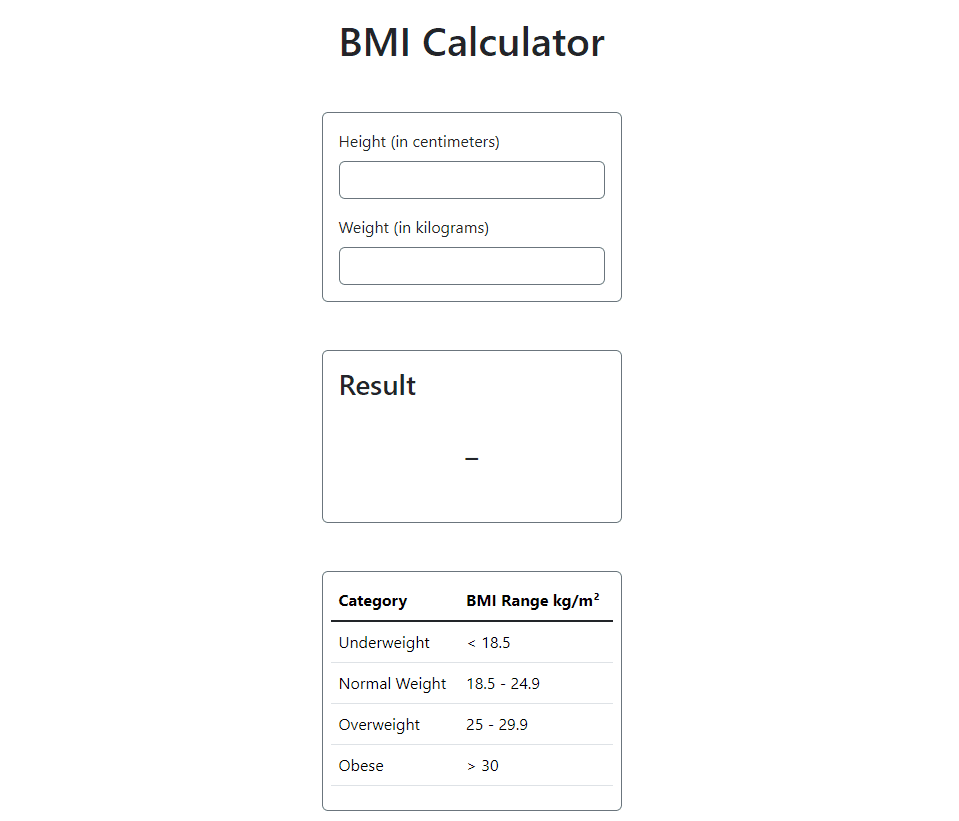 BMI Calculator
Height (in centimeters)
Weight (in kilograms)
Result
–
Category BMI Range kg/m²
Underweight < 18.5
Normal Weight 18.5 - 24.9
Overweight 25 - 29.9
Obese > 30